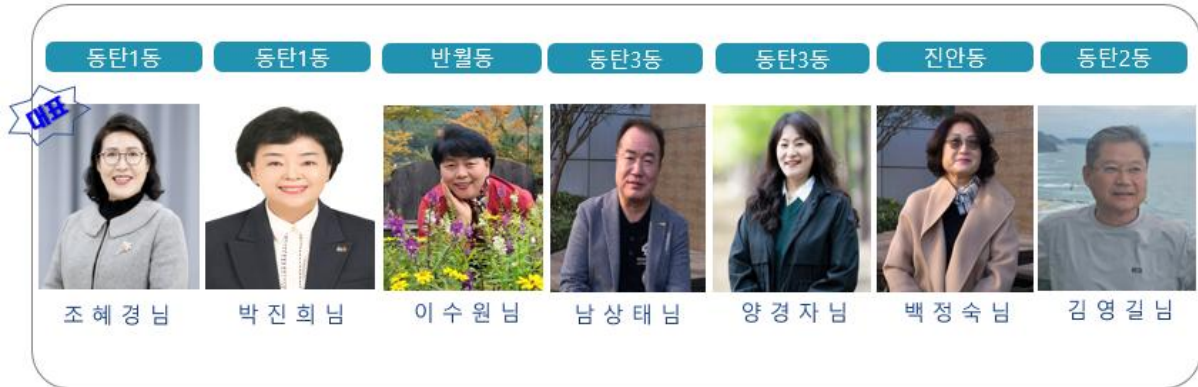 동탄1동 동탄1동 반월동 동탄3동 동탄3동 진안동 동탄2동
대표
조 혜 경 님 박 진 희 님 이 수 원 님 남 상 태 님 양 경 자 님 백 정 숙 님 김 영 길 님